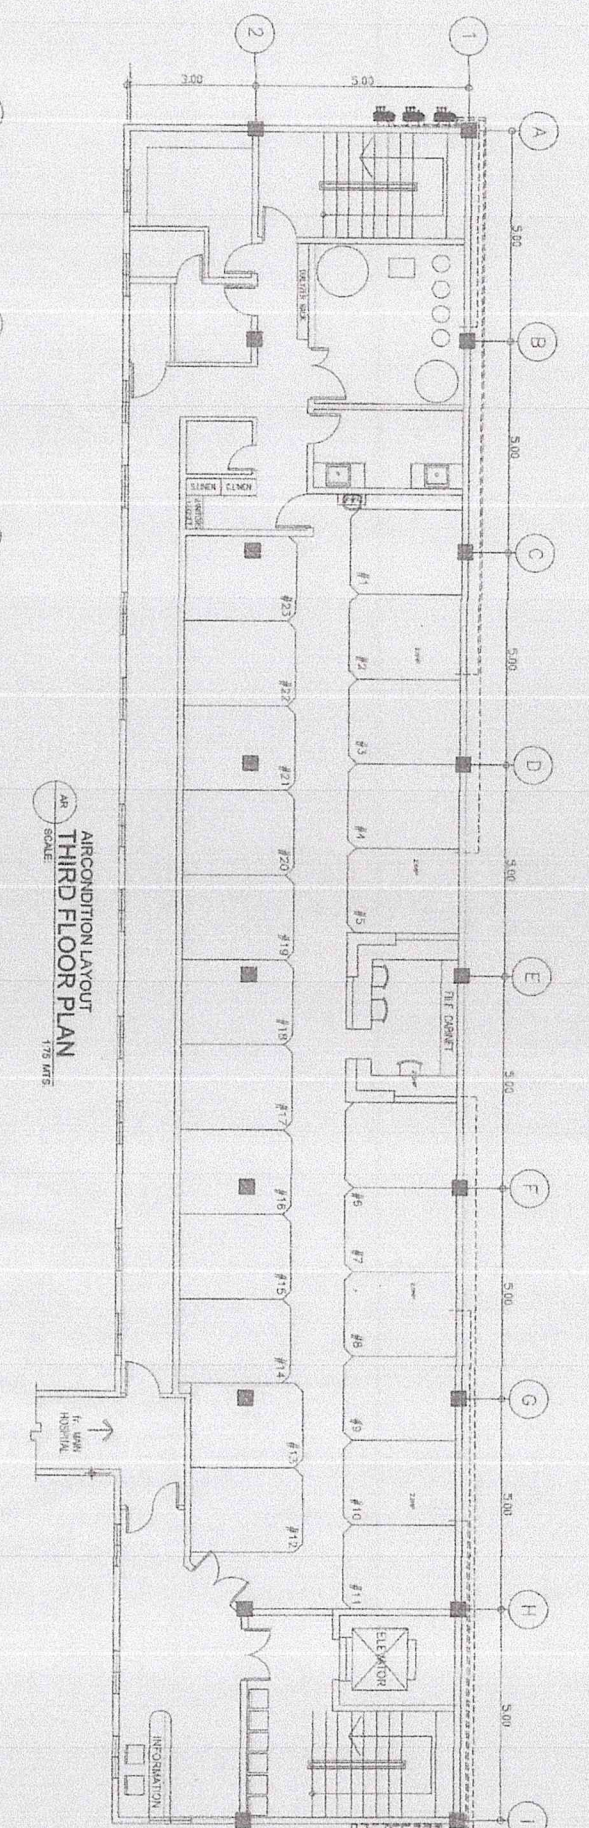 1
2
5.00
3.00
A
B
C
D
E
F
G
H
I
5.00
5.00
5.00
5.00
5.00
5.00
5.00
5.00
#1
#2
#3
#4
#5
FILE CABINET
#6
#7
#8
#9
#10
#11
ELEVATOR
#23
#22
#21
#20
#19
#18
#17
#16
#15
#14
#13
#12
fr. MAIN
HOSPITAL
INFORMATION
AR
AIRCONDITION LAYOUT
THIRD FLOOR PLAN
SCALE:
1:75 MTS.